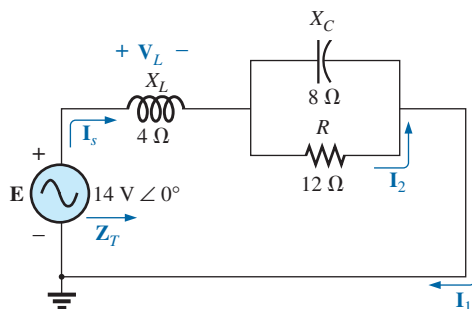 X_C
+ V_L −
X_L
8 Ω
I_s
4 Ω
R
+
12 Ω
I_2
E
14 V ∠ 0°
−
Z_T
I_1